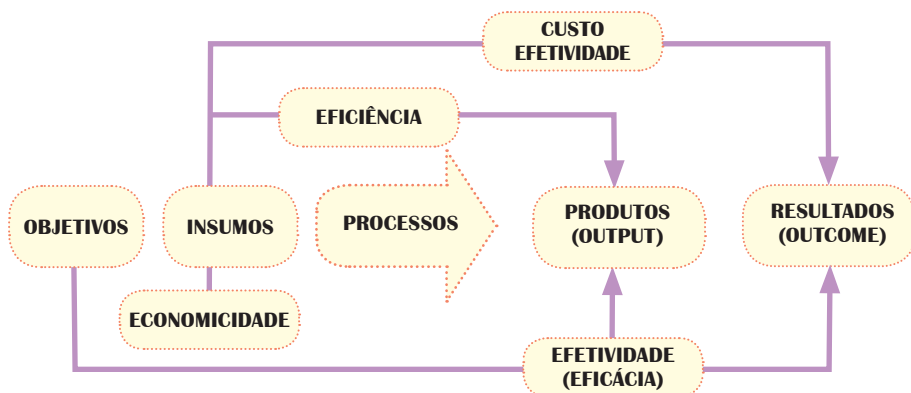 CUSTO
EFETIVIDADE
EFICIÊNCIA
OBJETIVOS
INSUMOS
PROCESSOS
PRODUTOS
(OUTPUT)
RESULTADOS
(OUTCOME)
ECONOMICIDADE
EFETIVIDADE
(EFICÁCIA)